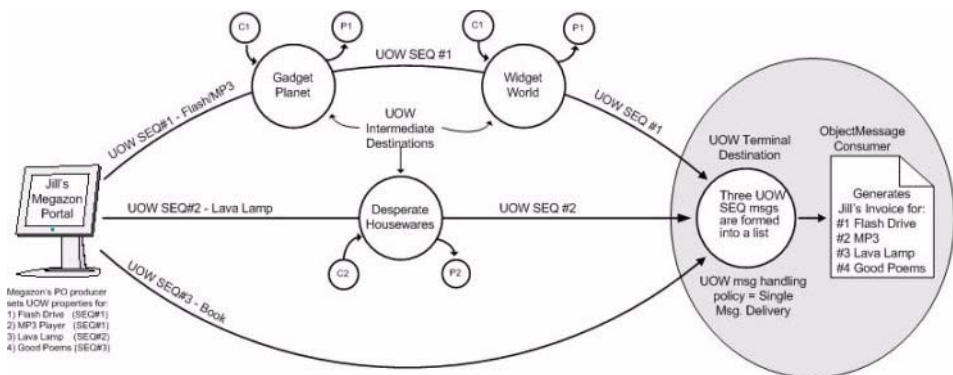 C1
P1
C1
P1
UOW SEQ #1
Gadget
Planet
Widget
World
UOW SEQ#1 - Flash/MP3
UOW
Intermediate
Destinations
UOW SEQ #1
UOW Terminal
Destination
ObjectMessage
Consumer
Jill's
Megazon
Portal
UOW SEQ#2 - Lava Lamp
Desperate
Housewares
UOW SEQ #2
Three UOW
SEQ msgs
are formed
into a list
Generates
Jill's Invoice for:
#1 Flash Drive
#2 MP3
#3 Lava Lamp
#4 Good Poems
C2
P2
UOW SEQ#3 - Book
UOW msg handling
policy = Single
Msg. Delivery
Megazon's PO producer
sets UOW properties for:
1) Flash Drive (SEQ#1)
2) MP3 Player (SEQ#1)
3) Lava Lamp (SEQ#2)
4) Good Poems (SEQ#3)